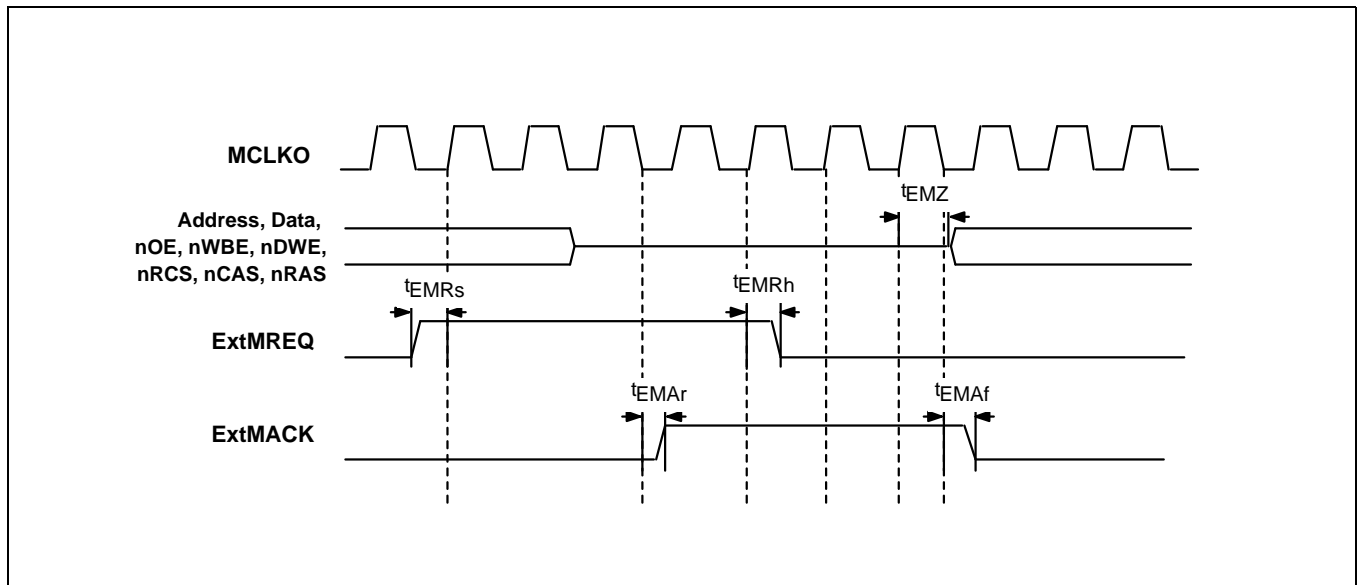 MCLKO
tEMZ
Address, Data,
nOE, nWBE, nDWE,
nRCS, nCAS, nRAS
tEMRs
tEMRh
ExtMREQ
tEMAr
tEMAf
ExtMACK